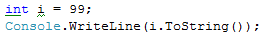 int i = 99;
Console.WriteLine(i.ToString());